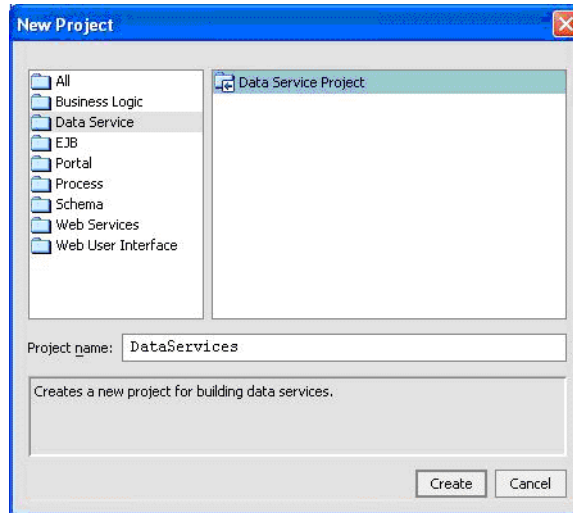 New Project
All
Business Logic
Data Service
EJB
Portal
Process
Schema
Web Services
Web User Interface
Data Service Project
Project name: DataServices
Creates a new project for building data services.
Create Cancel